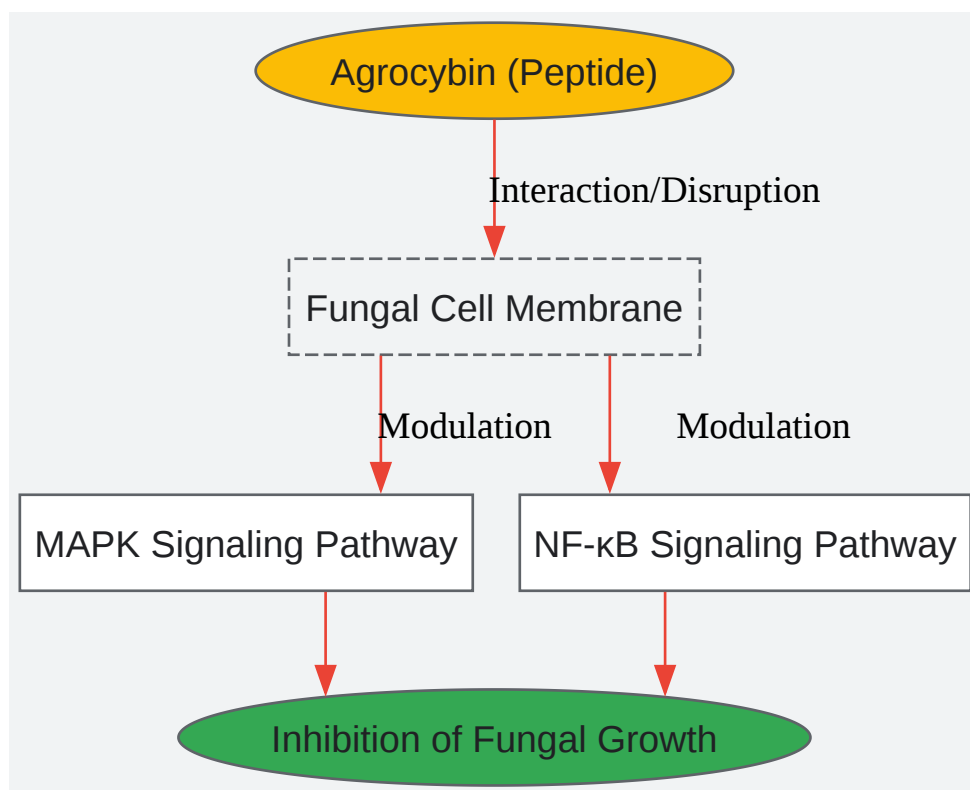 Agrocybin (Peptide)
Interaction/Disruption
Fungal Cell Membrane
Modulation
Modulation
MAPK Signaling Pathway
NF-κB Signaling Pathway
Inhibition of Fungal Growth